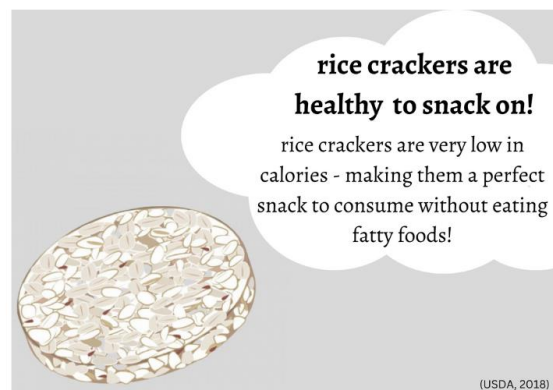 rice crackers are
healthy to snack on!
rice crackers are very low in
calories - making them a perfect
snack to consume without eating
fatty foods!
(USDA, 2018)